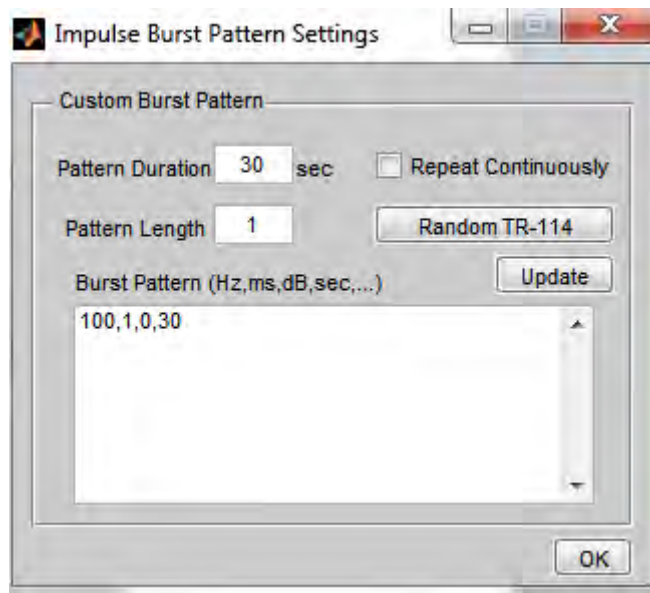 Impulse Burst Pattern Settings
Custom Burst Pattern
Pattern Duration 30 sec Repeat Continuously
Pattern Length 1 Random TR-114
Update
Burst Pattern (Hz,ms,dB,sec,...)
100,1,0,30
OK